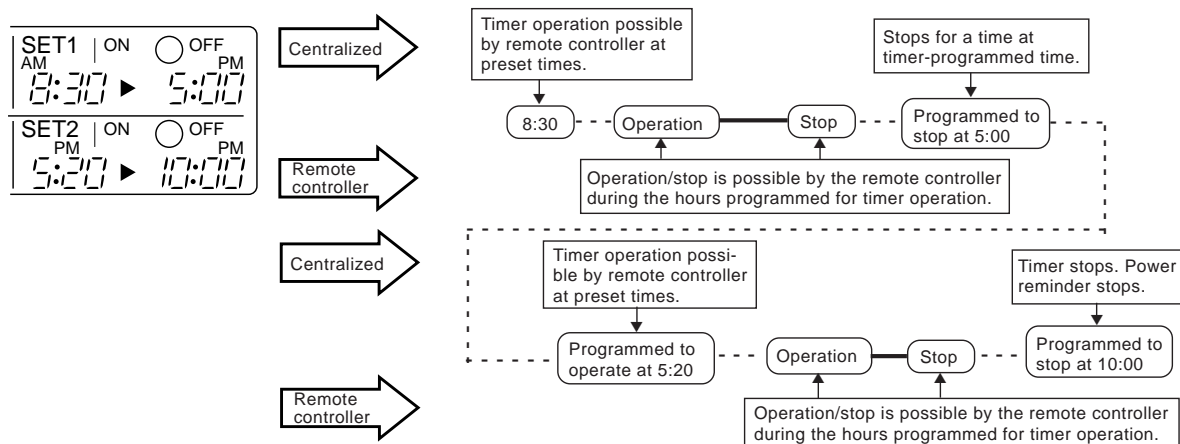 SET1 ON OFF
AM PM
8:30 5:00
SET2 ON OFF
PM PM
5:20 10:00
Centralized
Remote
controller
Centralized
Remote
controller
Timer operation possible
by remote controller at
preset times.
Stops for a time at
timer-programmed time.
8:30
Operation
Stop
Programmed to
stop at 5:00
Operation/stop is possible by the remote controller
during the hours programmed for timer operation.
Timer operation possi-
ble by remote controller
at preset times.
Timer stops. Power
reminder stops.
Programmed to
operate at 5:20
Operation
Stop
Programmed to
stop at 10:00
Operation/stop is possible by the remote controller
during the hours programmed for timer operation.